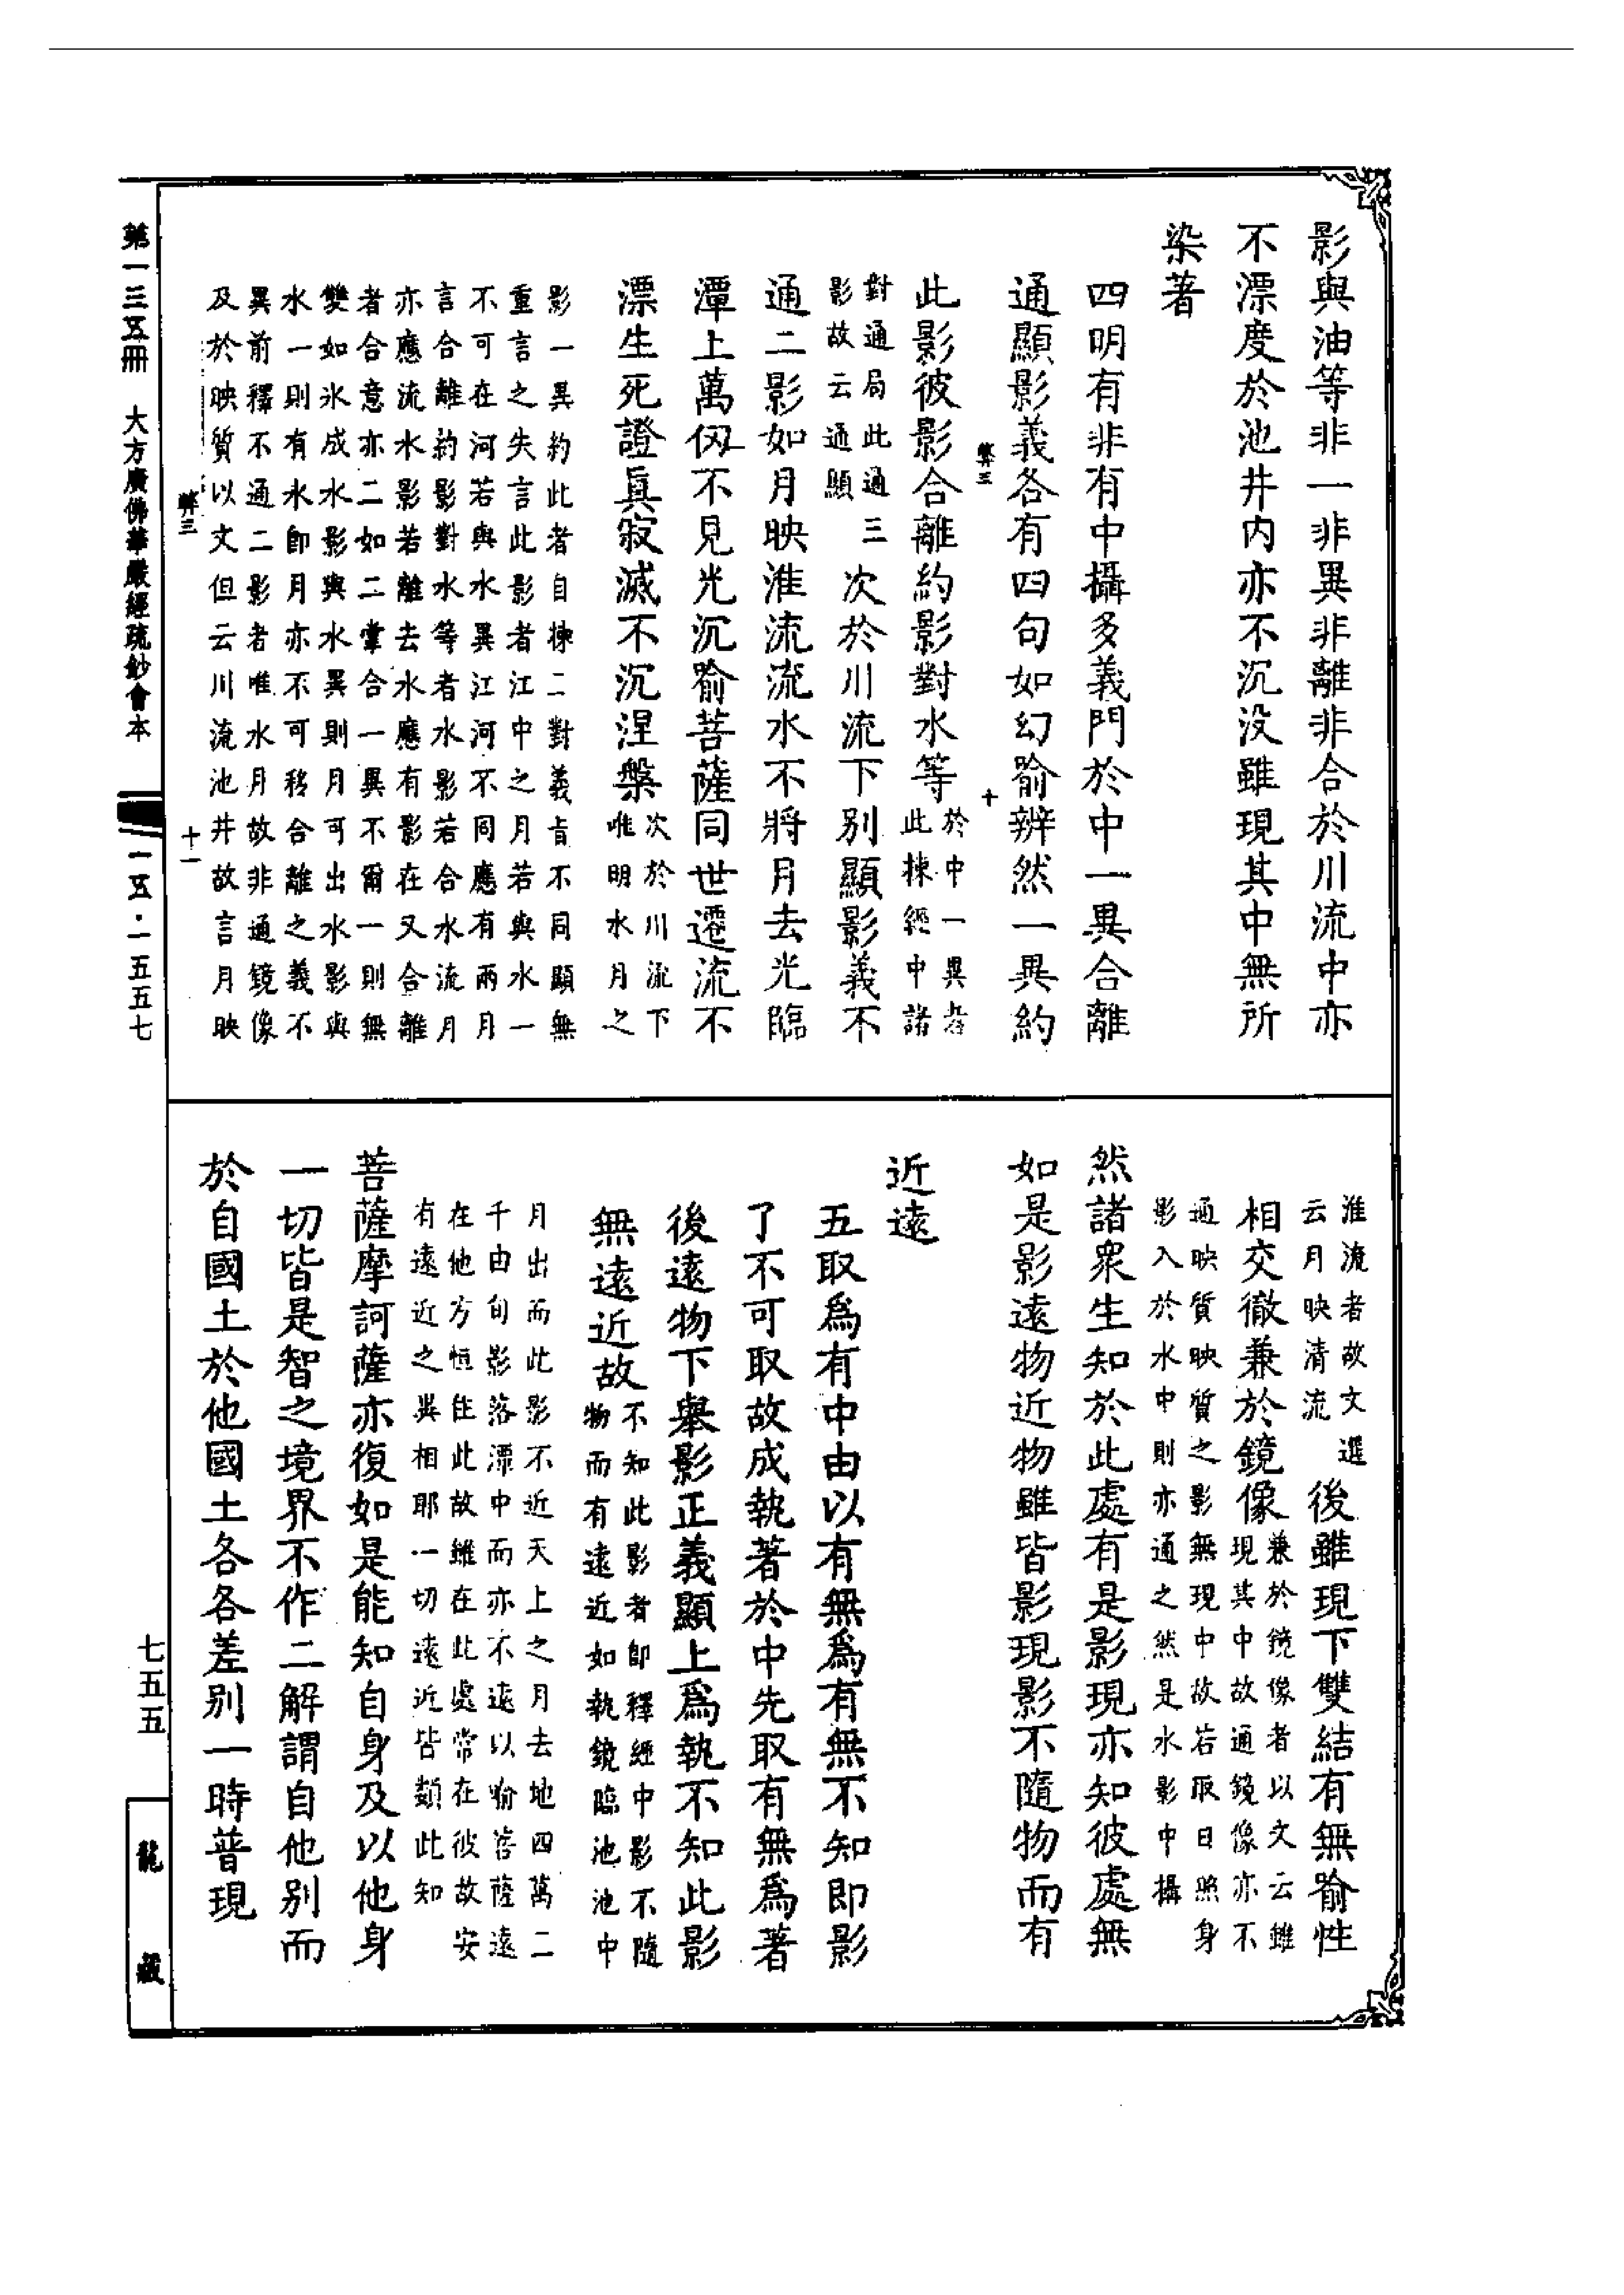 影與油等非一非異非離非合於川流中亦
不漂度於池井內亦不沉沒雖現其中無所
染著
四明有非有中攝多義門於中一異合離
通顯影義各有四句如幻喻辨然一異約
弊三
十
此影彼影合離約影對水等
於中一異者
此揀經中諸
對通局此通三
影故云通顯
次於川流下別顯影義不
通二影如月映淮流流水不將月去光臨
潭上萬仞不見光沉喻菩薩同世遷流不
漂生死證眞寂滅不沉涅槃
次於川流下
唯明水月之
影一異約此者自揀二對義旨不同顯無
重言之失言此影者江中之月若與水一
不可在河若與水異江河不同應有兩月
言合離約影對水等者水影若合水流月
亦應流水影若離去水應有影在又合離
者合意亦二如二掌合一異不爾一則無
雙如氷成水影與水異則月可出水影與
水一則有水即月亦不可移合離之義不
異前釋不通二影者唯水月故非通鏡像
及於映質以文但云川流池井故言月映
弊三
十一
淮流者故文選
云月映清流
後雖現下雙結有無喻性
相交徹兼於鏡像
兼於鏡像者以文云雖
現其中故通鏡像亦不
通映質映質之影無現中故若取日照身
影入於水中則亦通之然是水影中攝
然諸衆生知於此處有是影現亦知彼處無
如是影遠物近物雖皆影現影不隨物而有
近遠
五取爲有中由以有無爲有無不知即影
了不可取故成執著於中先取有無爲著
後遠物下舉影正義顯上爲執不知此影
無遠近故
不知此影者即釋經中影不隨
物而有遠近如執鏡臨池池中
月出而此影不近天上之月去地四萬二
千由旬影落潭中而亦不遠以喻菩薩遠
在他方恒住此故雖在此處常在彼故安
有遠近之異相耶一切遠近皆類此知
菩薩摩訶薩亦復如是能知自身及以他身
一切皆是智之境界不作二解謂自他別而
於自國土於他國土各各差別一時普現
第一三五冊　大方廣佛華嚴經疏鈔會本
一五·一五五七
七五五
龍藏